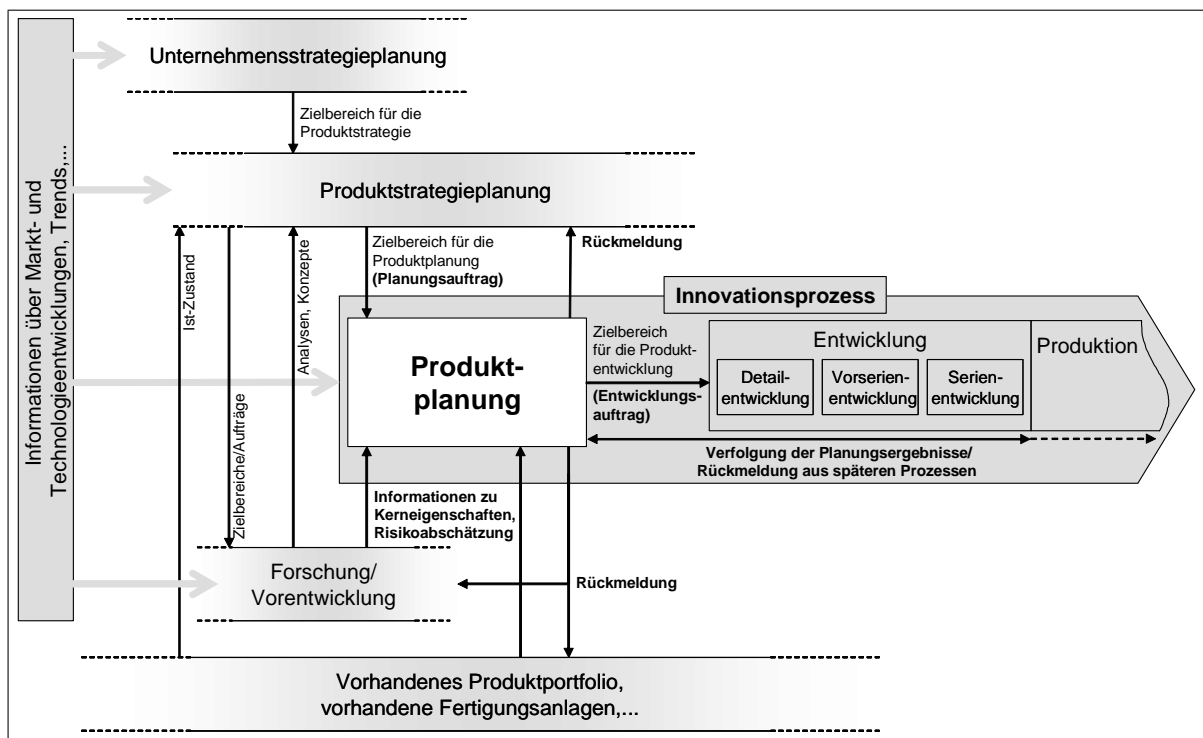 Informationen über Markt- und
Technologieentwicklungen, Trends,...
Unternehmensstrategieplanung
Zielbereich für die
Produktstrategie
Produktstrategieplanung
Ist-Zustand
Zielbereiche/Aufträge
Analysen, Konzepte
Zielbereich für die
Produktplanung
(Planungsauftrag)
Rückmeldung
Innovationsprozess
Produkt-
planung
Zielbereich
für die Produkt-
entwicklung
(Entwicklungs-
auftrag)
Entwicklung
Detail-
entwicklung
Vorserien-
entwicklung
Serien-
entwicklung
Produktion
Verfolgung der Planungsergebnisse/
Rückmeldung aus späteren Prozessen
Informationen zu
Kerneigenschaften,
Risikoabschätzung
Forschung/
Vorentwicklung
Rückmeldung
Vorhandenes Produktportfolio,
vorhandene Fertigungsanlagen,...